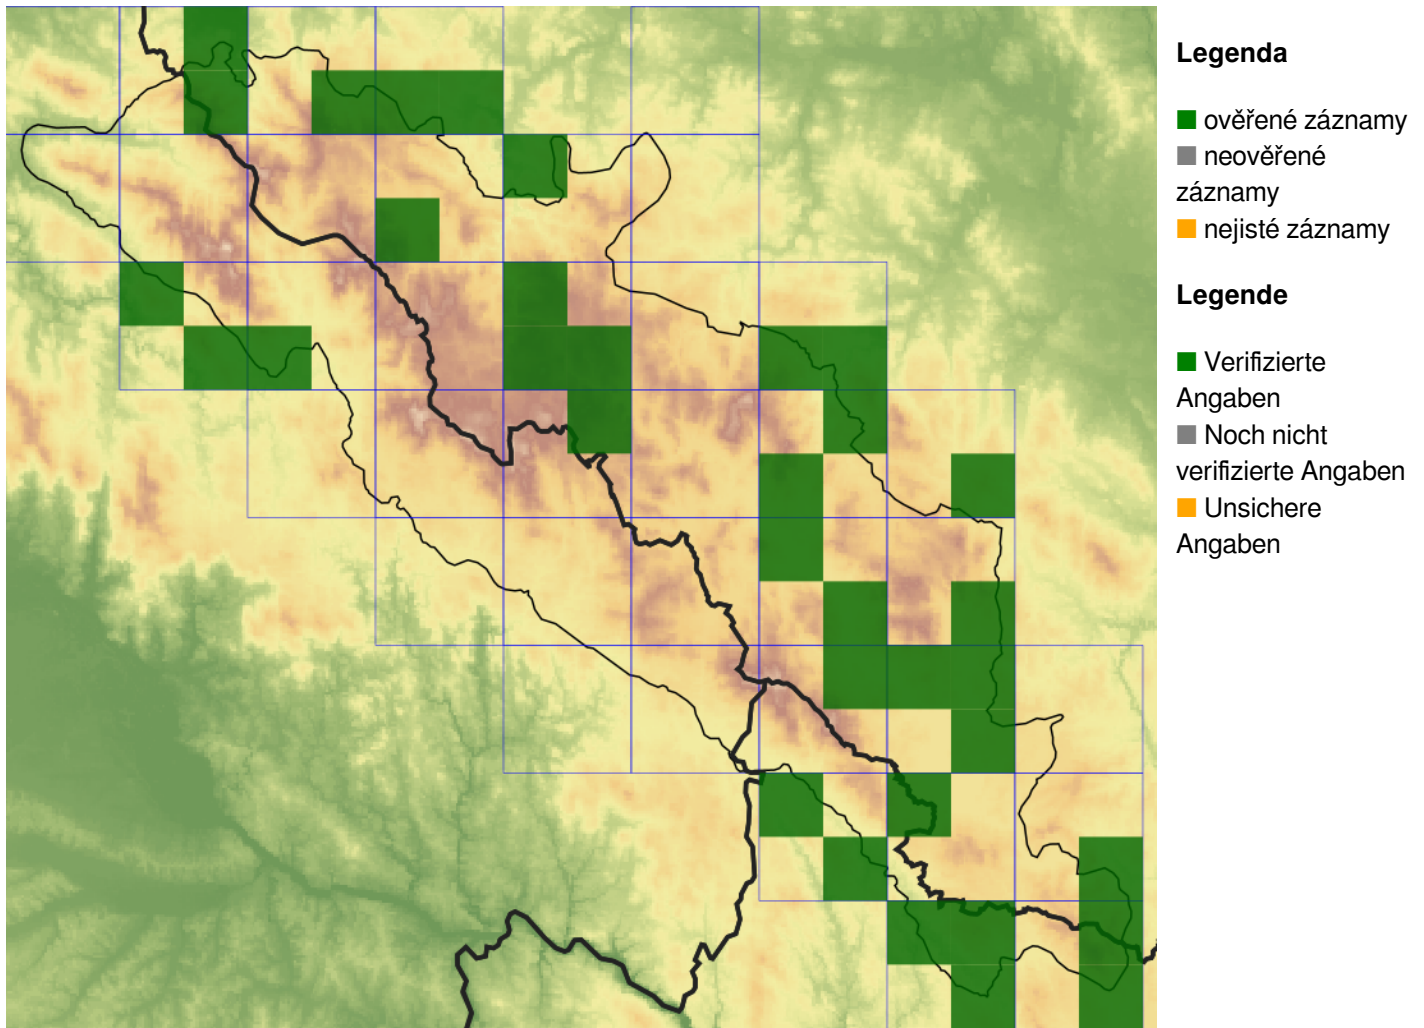 Legenda
ověřené záznamy
neověřené
záznamy
nejisté záznamy
Legende
Verifizierte
Angaben
Noch nicht
verifizierte Angaben
Unsichere
Angaben